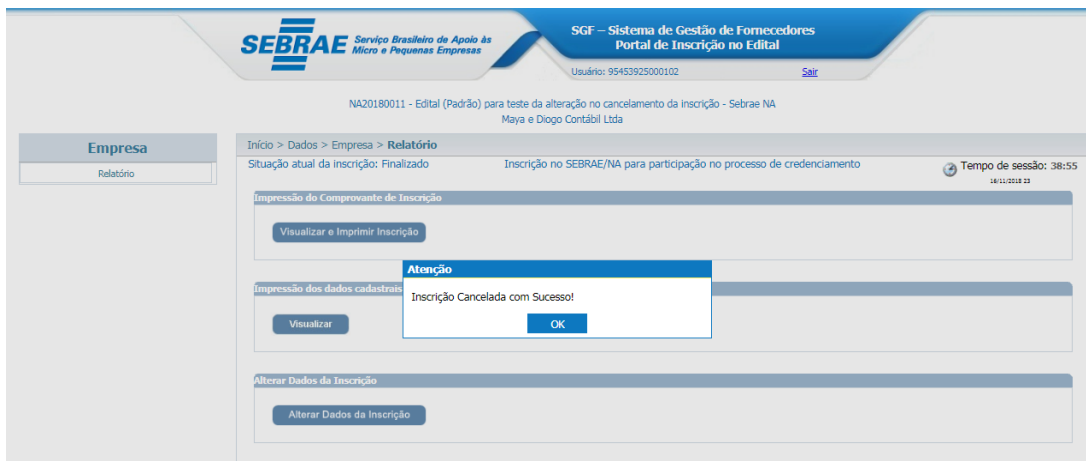 SEBRAE
Serviço Brasileiro de Apoio às
Micro e Pequenas Empresas
SGF – Sistema de Gestão de Fornecedores
Portal de Inscrição no Edital
Usuário: 95453925000102 Sair
NA20180011 - Edital (Padrão) para teste da alteração no cancelamento da inscrição - Sebrae NA
Maya e Diogo Contábil Ltda
Empresa
Relatório
Início > Dados > Empresa > Relatório
Situação atual da inscrição: Finalizado Inscrição no SEBRAE/NA para participação no processo de credenciamento
Tempo de sessão: 38:55
16/11/2018 23
Impressão do Comprovante de Inscrição
Visualizar e Imprimir Inscrição
Atenção
Inscrição Cancelada com Sucesso!
OK
Impressão dos dados cadastrais
Visualizar
Alterar Dados da Inscrição
Alterar Dados da Inscrição